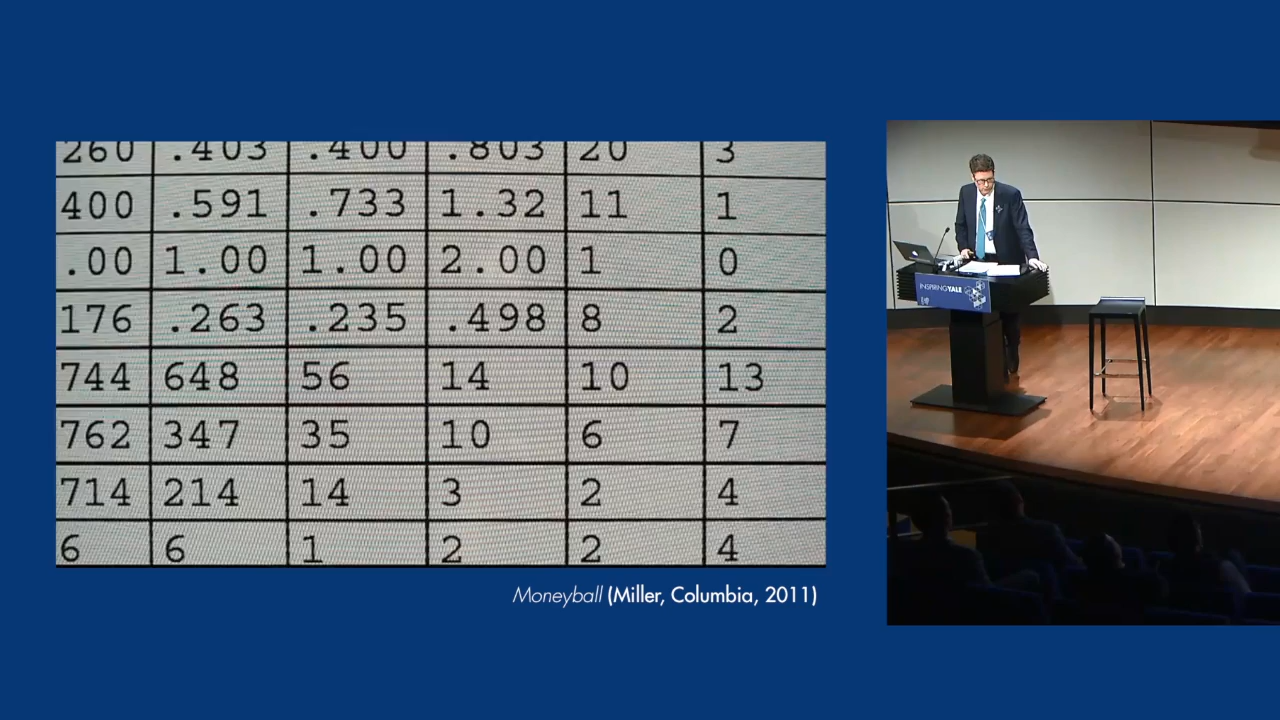 260 .403 .400 .803 20 3
400 .591 .733 1.32 11 1
.00 1.00 1.00 2.00 1 0
176 .263 .235 .498 8 2
744 648 56 14 10 13
762 347 35 10 6 7
714 214 14 3 2 4
6 6 1 2 2 4
Moneyball (Miller, Columbia, 2011)
INSPIRING YALE